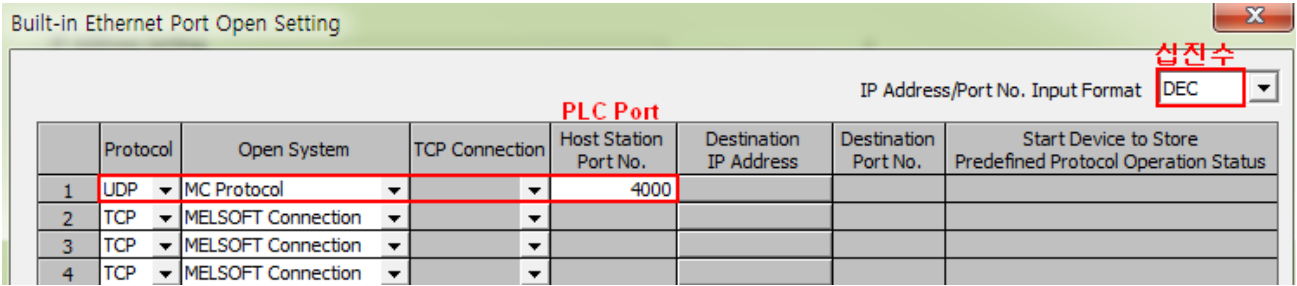 Built-in Ethernet Port Open Setting
십진수
IP Address/Port No. Input Format DEC
PLC Port
Protocol Open System TCP Connection Host Station Port No. Destination IP Address Destination Port No. Start Device to Store Predefined Protocol Operation Status
1 UDP MC Protocol 4000
2 TCP MELSOFT Connection
3 TCP MELSOFT Connection
4 TCP MELSOFT Connection